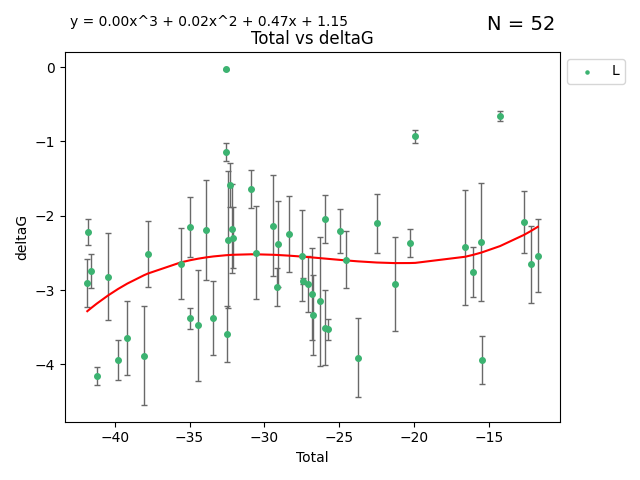 y = 0.00x^3 + 0.02x^2 + 0.47x + 1.15
N = 52
Total vs deltaG
L
0
−1
−2
−3
−4
deltaG
−40
−35
−30
−25
−20
−15
Total